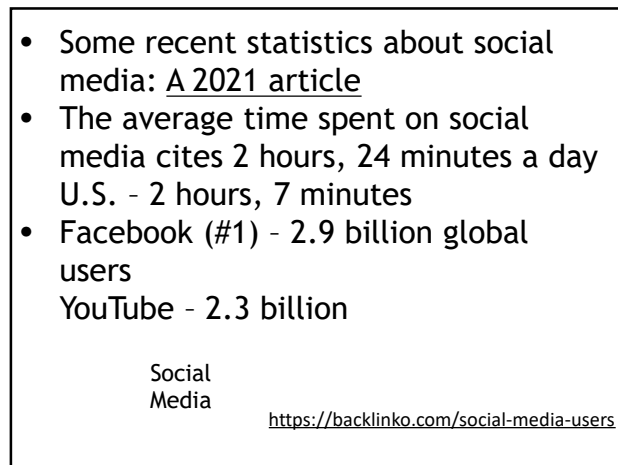 • Some recent statistics about social
media: A 2021 article
• The average time spent on social
media cites 2 hours, 24 minutes a day
U.S. – 2 hours, 7 minutes
• Facebook (#1) – 2.9 billion global
users
YouTube – 2.3 billion
Social
Media
https://backlinko.com/social-media-users